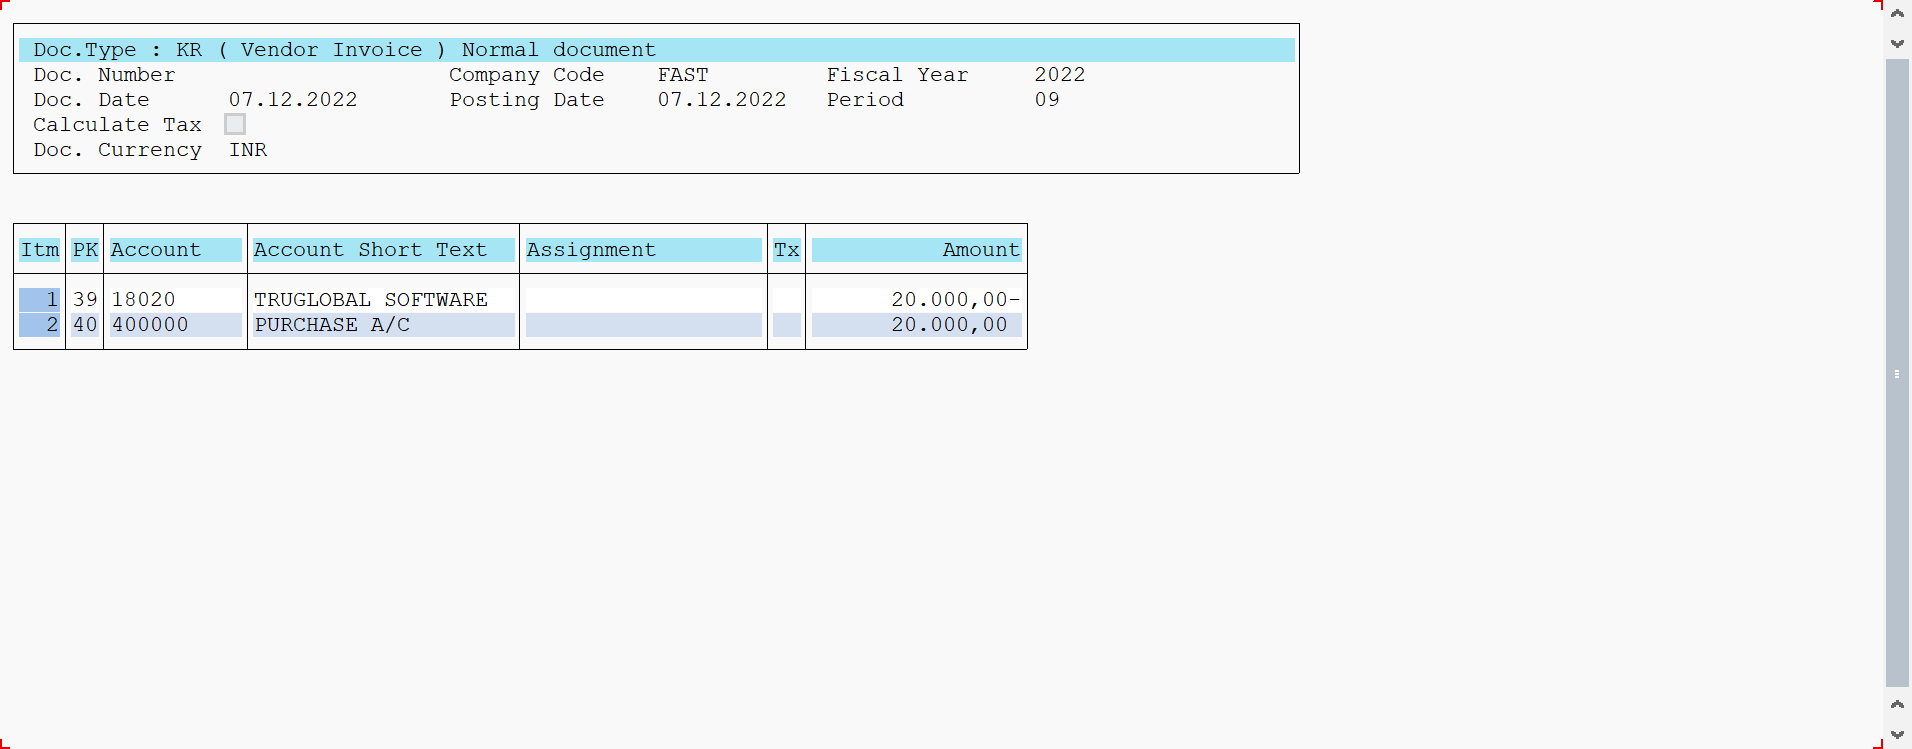 Doc.Type : KR ( Vendor Invoice ) Normal document
Doc. Number Company Code FAST Fiscal Year 2022
Doc. Date 07.12.2022 Posting Date 07.12.2022 Period 09
Calculate Tax
Doc. Currency INR
Itm PK Account Account Short Text Assignment Tx Amount
1 39 18020 TRUGLOBAL SOFTWARE 20.000,00-
2 40 400000 PURCHASE A/C 20.000,00